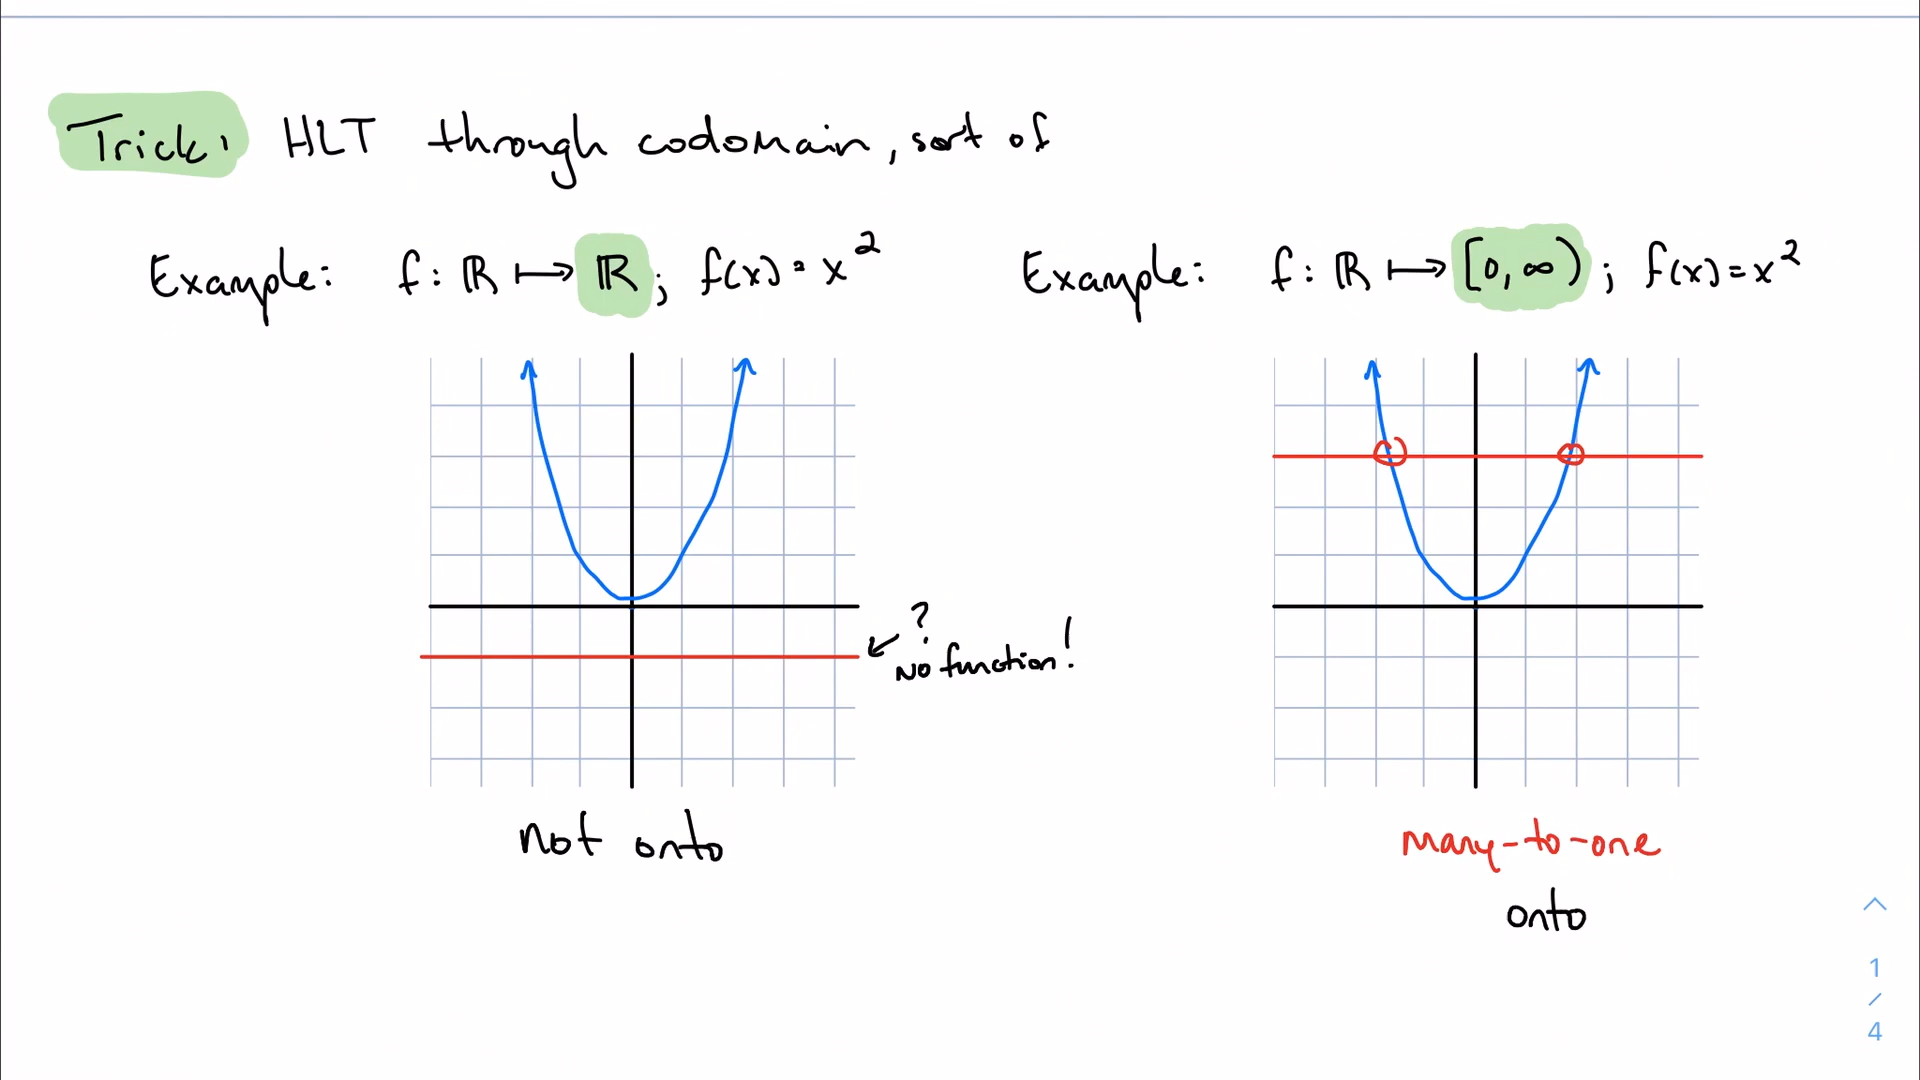 Trick: HLT through codomain, sort of
Example: f: ℝ ↦ ℝ; f(x) = x²
Example: f: ℝ ↦ [0, ∞); f(x) = x²
?
No function!
not onto
many-to-one
onto
1
/
4